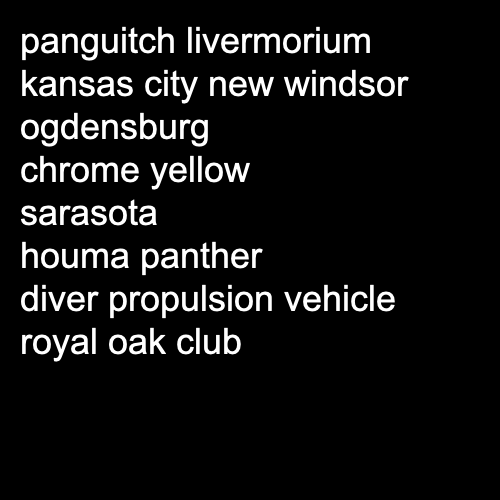 panguitch livermorium
kansas city new windsor
ogdensburg
chrome yellow
sarasota
houma panther
diver propulsion vehicle
royal oak club